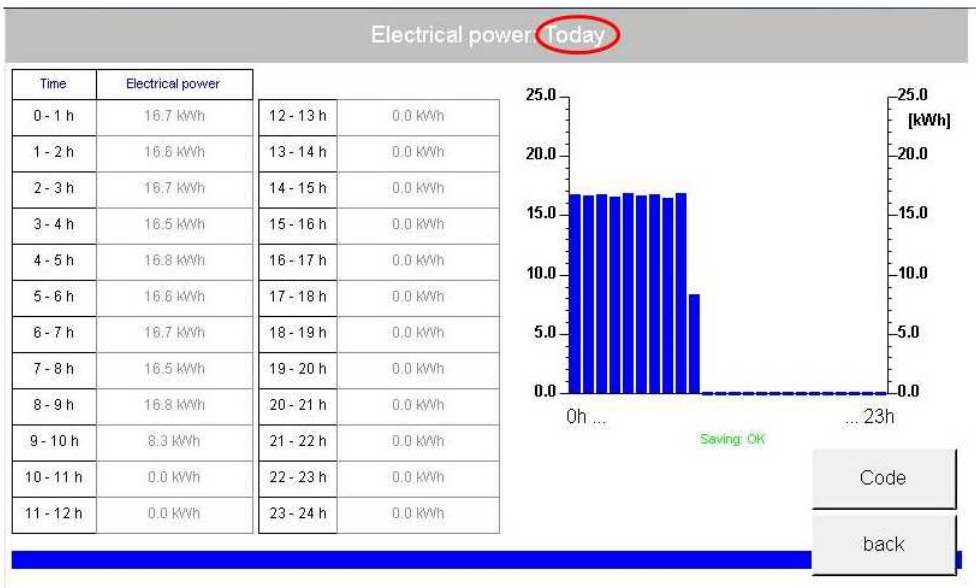 Electrical power: Today
Time Electrical power
0 - 1 h 16.7 kWh 12 - 13 h 0.0 kWh
1 - 2 h 16.6 kWh 13 - 14 h 0.0 kWh
2 - 3 h 16.7 kWh 14 - 15 h 0.0 kWh
3 - 4 h 16.5 kWh 15 - 16 h 0.0 kWh
4 - 5 h 16.8 kWh 16 - 17 h 0.0 kWh
5 - 6 h 16.6 kWh 17 - 18 h 0.0 kWh
6 - 7 h 16.7 kWh 18 - 19 h 0.0 kWh
7 - 8 h 16.5 kWh 19 - 20 h 0.0 kWh
8 - 9 h 16.8 kWh 20 - 21 h 0.0 kWh
9 - 10 h 8.3 kWh 21 - 22 h 0.0 kWh
10 - 11 h 0.0 kWh 22 - 23 h 0.0 kWh
11 - 12 h 0.0 kWh 23 - 24 h 0.0 kWh
25.0 25.0
[kWh]
20.0 20.0
15.0 15.0
10.0 10.0
5.0 5.0
0.0 0.0
0h ... ... 23h
Saving: OK
Code
back